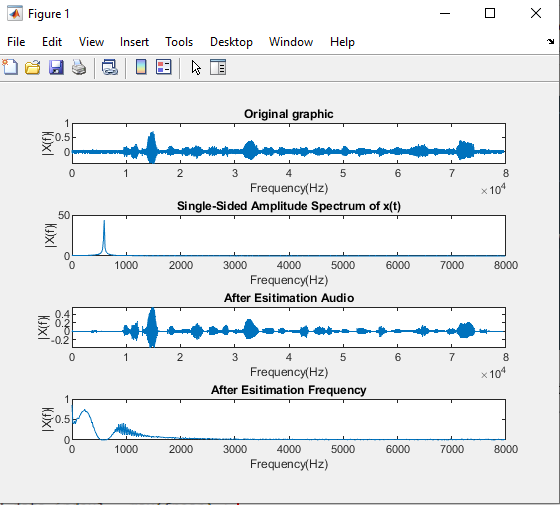 Figure 1
File Edit View Insert Tools Desktop Window Help
Original graphic
|X(f)|
1
0.5
0
0 1 2 3 4 5 6 7 8
Frequency(Hz)
×10^4
Single-Sided Amplitude Spectrum of x(t)
|X(f)|
50
0
0 1000 2000 3000 4000 5000 6000 7000 8000
Frequency(Hz)
After Esitimation Audio
|X(f)|
0.4
0.2
0
-0.2
0 1 2 3 4 5 6 7 8
Frequency(Hz)
×10^4
After Esitimation Frequency
|X(f)|
1
0.5
0
0 1000 2000 3000 4000 5000 6000 7000 8000
Frequency(Hz)